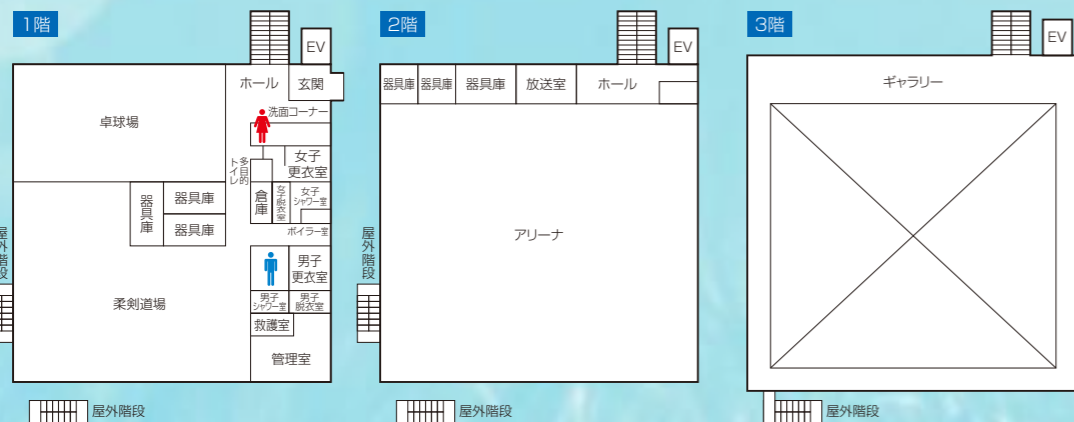 1階
EV
ホール
玄関
洗面コーナー
卓球場
多目的
トイレ
女子
更衣室
倉庫
女子
脱衣室
女子
シャワー室
器具庫
器具庫
器具庫
ボイラー室
屋外階段
男子
更衣室
柔剣道場
男子
シャワー室
男子
脱衣室
救護室
管理室
屋外階段
2階
EV
器具庫
器具庫
器具庫
放送室
ホール
アリーナ
屋外階段
屋外階段
3階
EV
ギャラリー
屋外階段